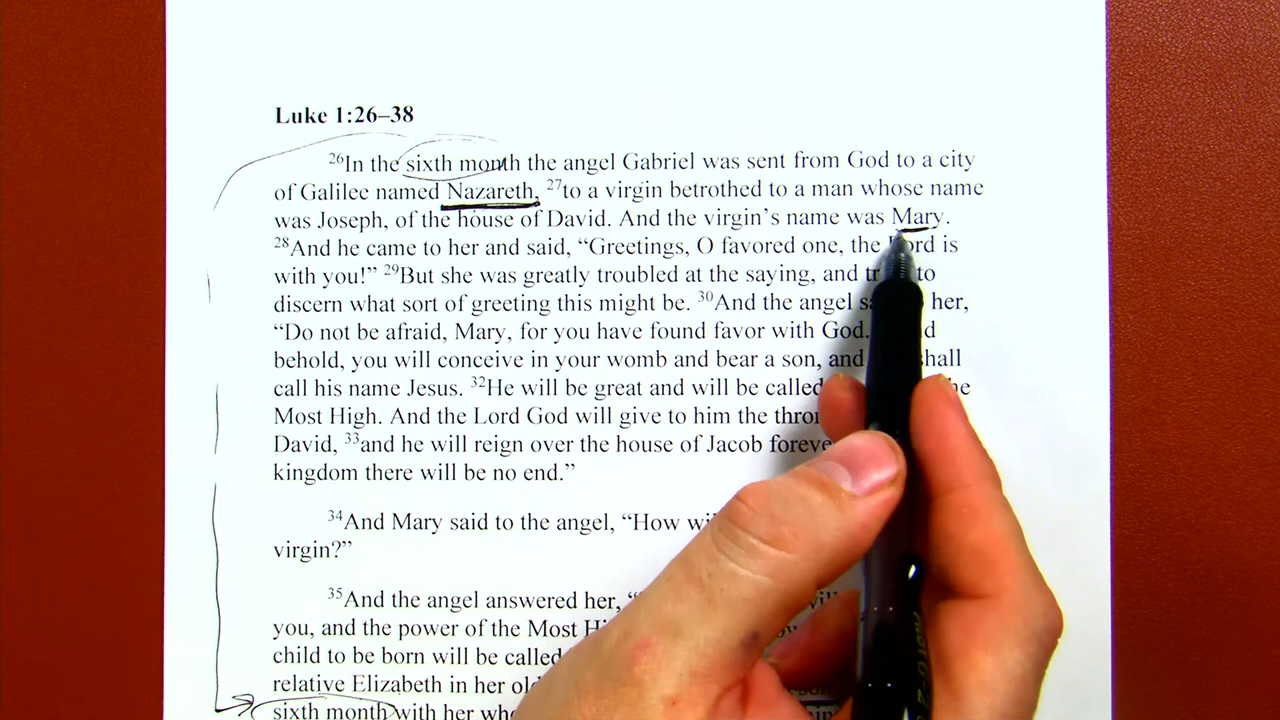 Luke 1:26–38
26In the sixth month the angel Gabriel was sent from God to a city
of Galilee named Nazareth, 27to a virgin betrothed to a man whose name
was Joseph, of the house of David. And the virgin’s name was Mary.
28And he came to her and said, “Greetings, O favored one, the Lord is
with you!” 29But she was greatly troubled at the saying, and to
discern what sort of greeting this might be. 30And the angel her,
“Do not be afraid, Mary, for you have found favor with God.
behold, you will conceive in your womb and bear a son, and shall
call his name Jesus. 32He will be great and will be called
Most High. And the Lord God will give to him the
David, 33and he will reign over the house of Jacob
kingdom there will be no end.”
34And Mary said to the angel, “How
virgin?”
35And the angel answered her,
you, and the power of the Most
child to be born will be called
relative Elizabeth in her
sixth month with her